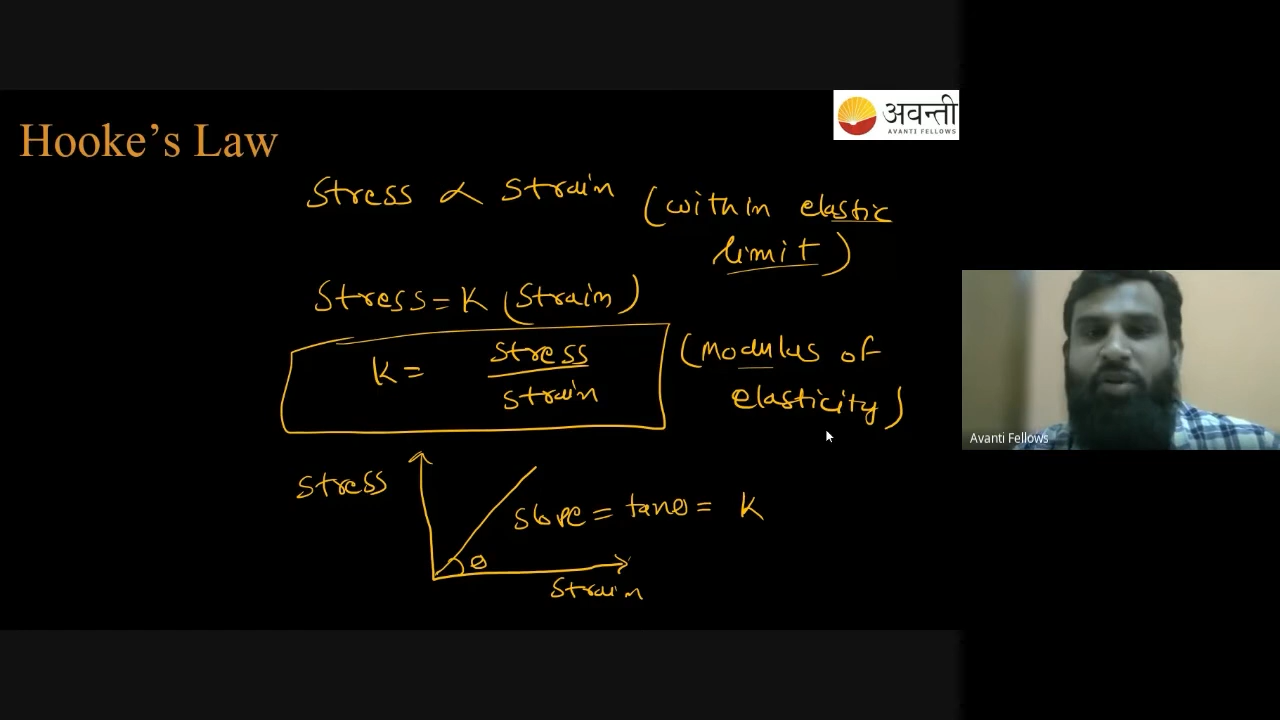 अवन्ती
AVANTI FELLOWS
Hooke's Law
Stress ∝ Strain (within elastic
limit)
Stress = K (Strain)
K = Stress
Strain
(Modulus of
elasticity)
Stress
Slope = tanθ = K
θ
Strain
Avanti Fellows